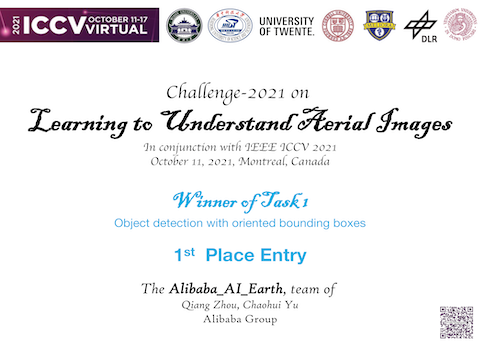 2021 ICCV OCTOBER 11-17
VIRTUAL
UNIVERSITY
OF TWENTE.
DLR
Challenge-2021 on
Learning to Understand Aerial Images
In conjunction with IEEE ICCV 2021
October 11, 2021, Montreal, Canada
Winner of Task1
Object detection with oriented bounding boxes
1st Place Entry
The Alibaba_AI_Earth, team of
Qiang Zhou, Chaohui Yu
Alibaba Group